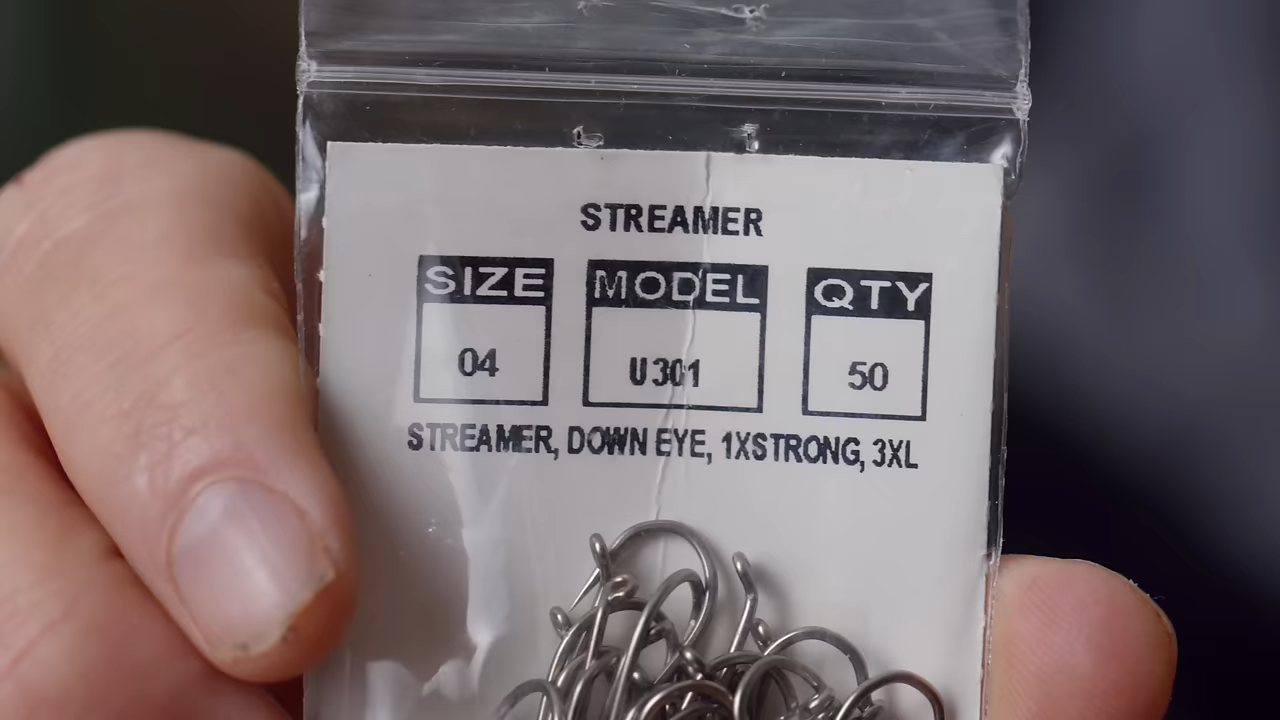 STREAMER
SIZE MODEL QTY
04 U301 50
STREAMER, DOWN EYE, 1XSTRONG, 3XL